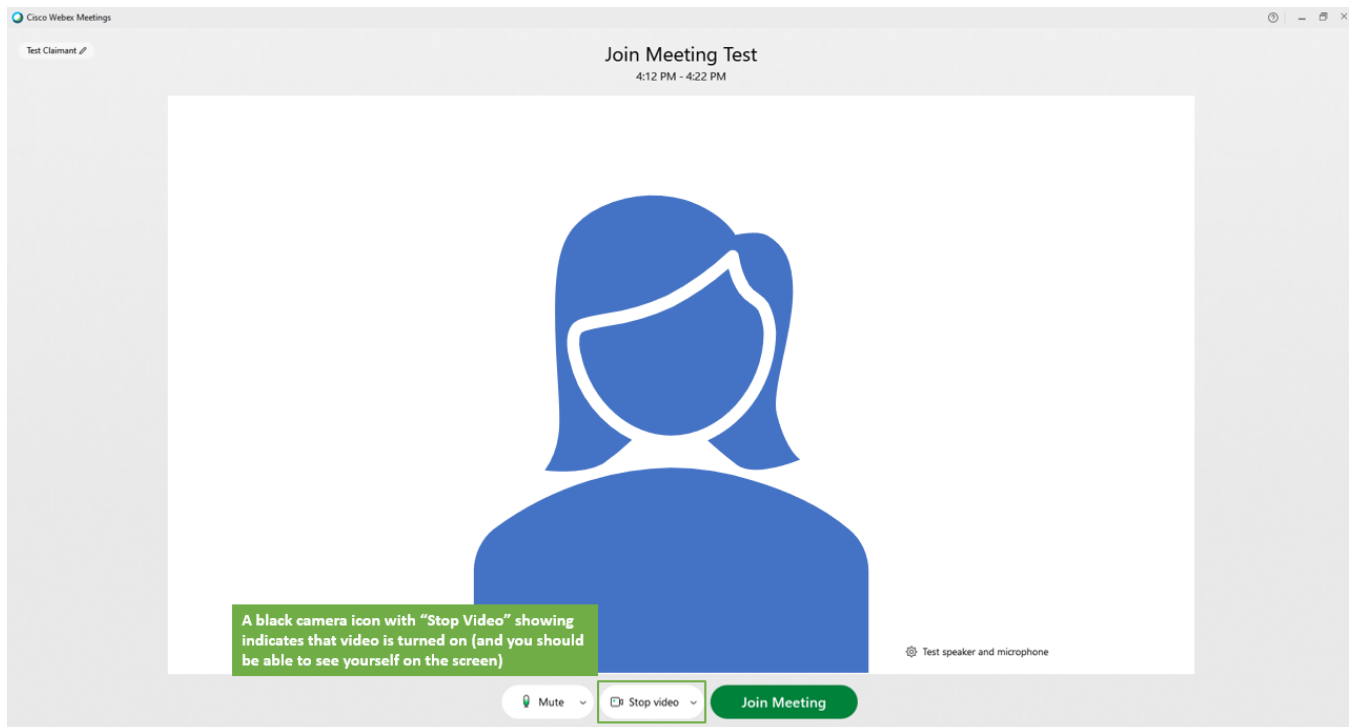 Cisco Webex Meetings
Test Claimant
Join Meeting Test
4:12 PM - 4:22 PM
A black camera icon with “Stop Video” showing
indicates that video is turned on (and you should
be able to see yourself on the screen)
Test speaker and microphone
Mute
Stop video
Join Meeting